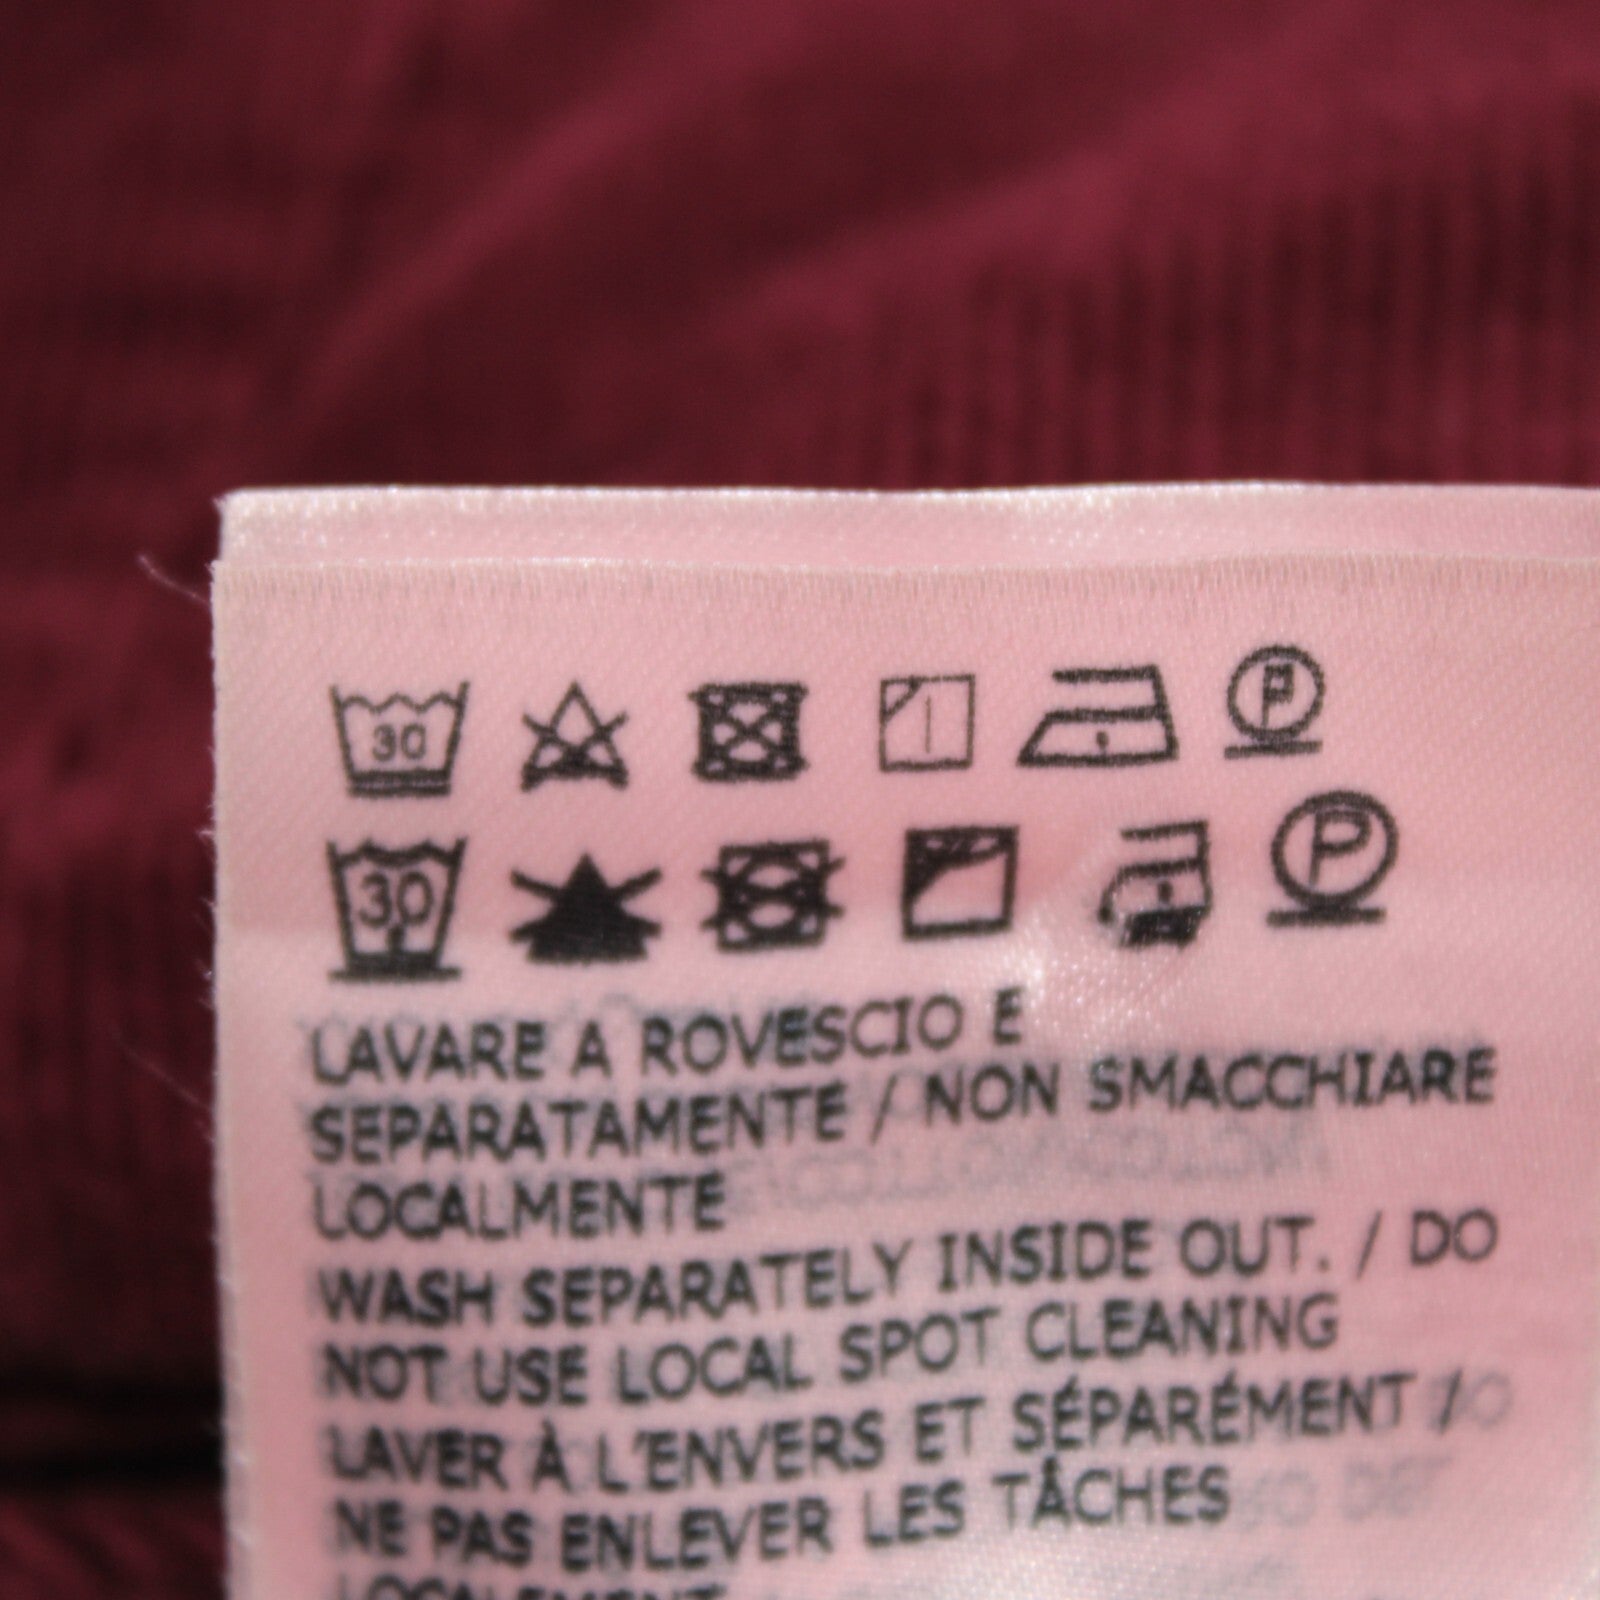 30 P
30 P
LAVARE A ROVESCIO E
SEPARATAMENTE / NON SMACCHIARE
LOCALMENTE
WASH SEPARATELY INSIDE OUT. / DO
NOT USE LOCAL SPOT CLEANING
LAVER À L'ENVERS ET SÉPARÉMENT /
NE PAS ENLEVER LES TÂCHES
LOCALEMENT